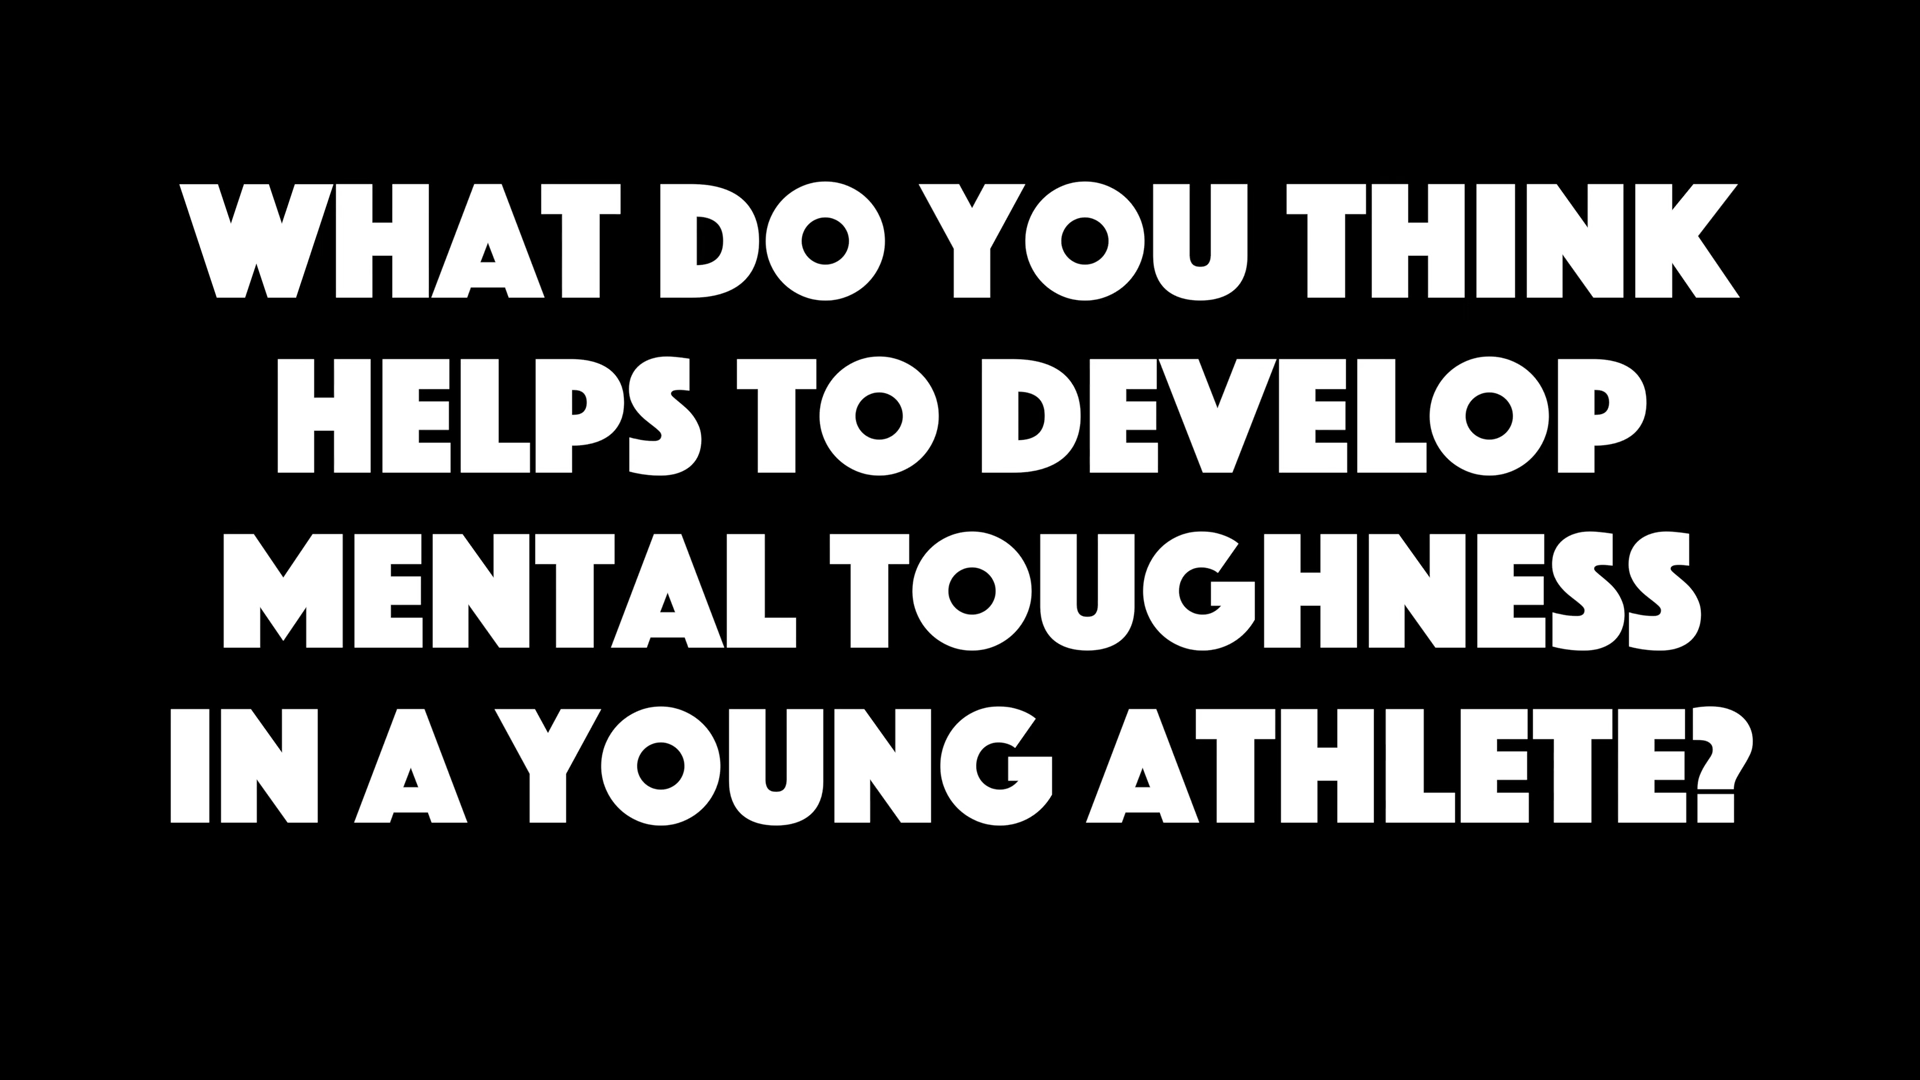 WHAT DO YOU THINK
HELPS TO DEVELOP
MENTAL TOUGHNESS
IN A YOUNG ATHLETE?